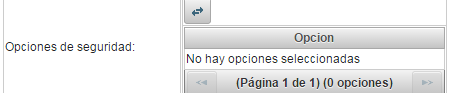 Opcion
Opciones de seguridad:
No hay opciones seleccionadas
(Página 1 de 1) (0 opciones)